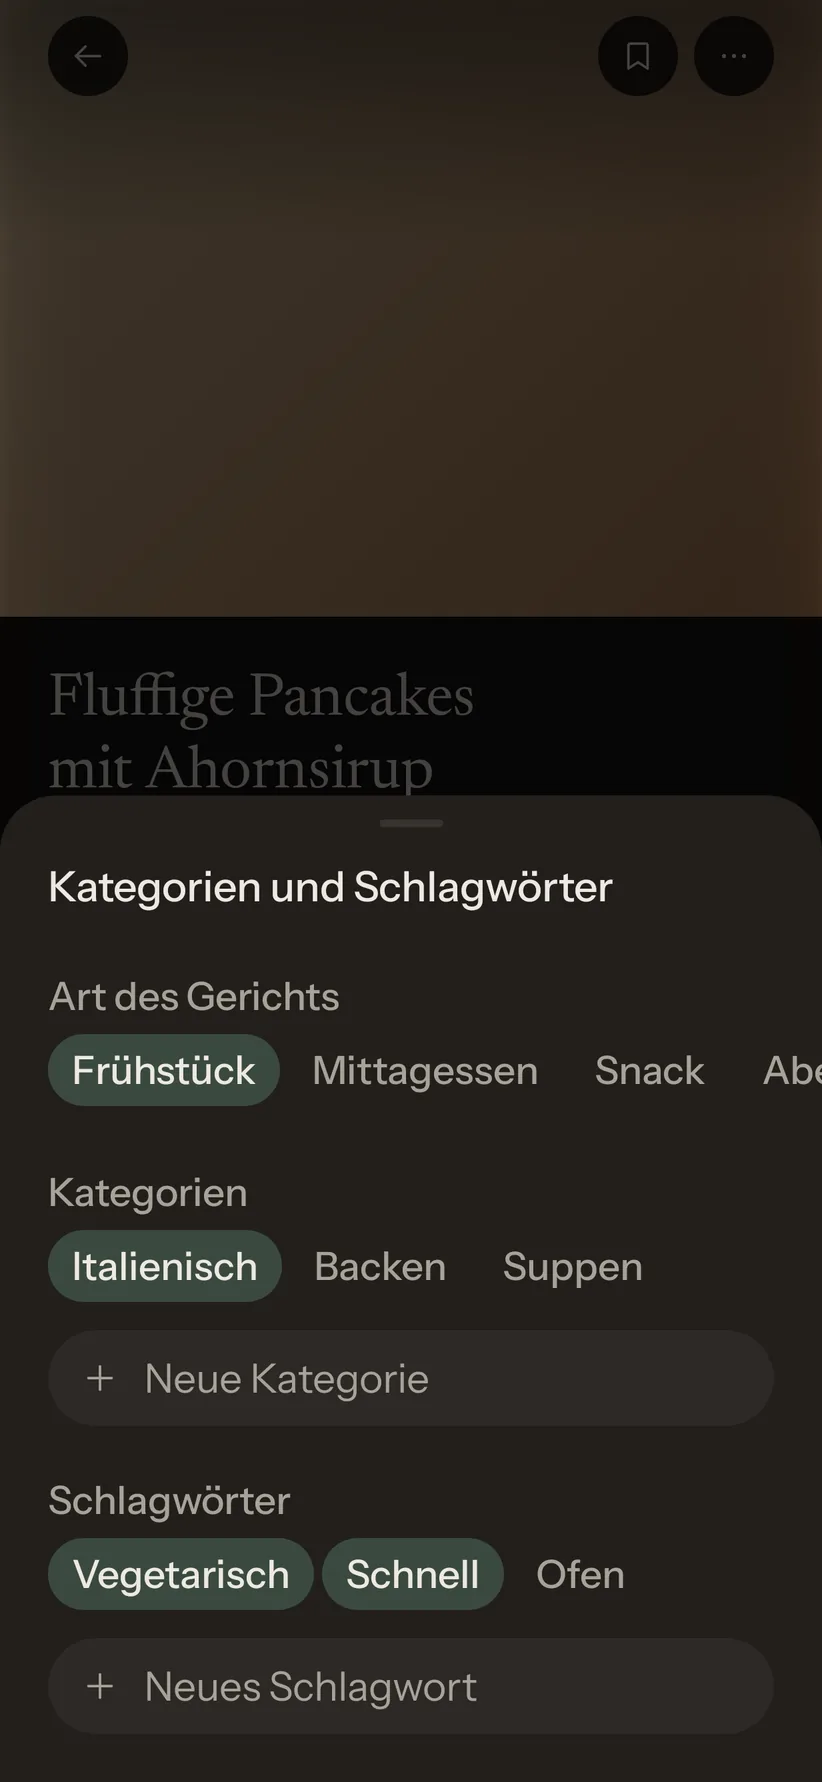 Fluffige Pancakes
mit Ahornsirup
Kategorien und Schlagwörter
Art des Gerichts
Frühstück Mittagessen Snack Abe
Kategorien
Italienisch Backen Suppen
+ Neue Kategorie
Schlagwörter
Vegetarisch Schnell Ofen
+ Neues Schlagwort